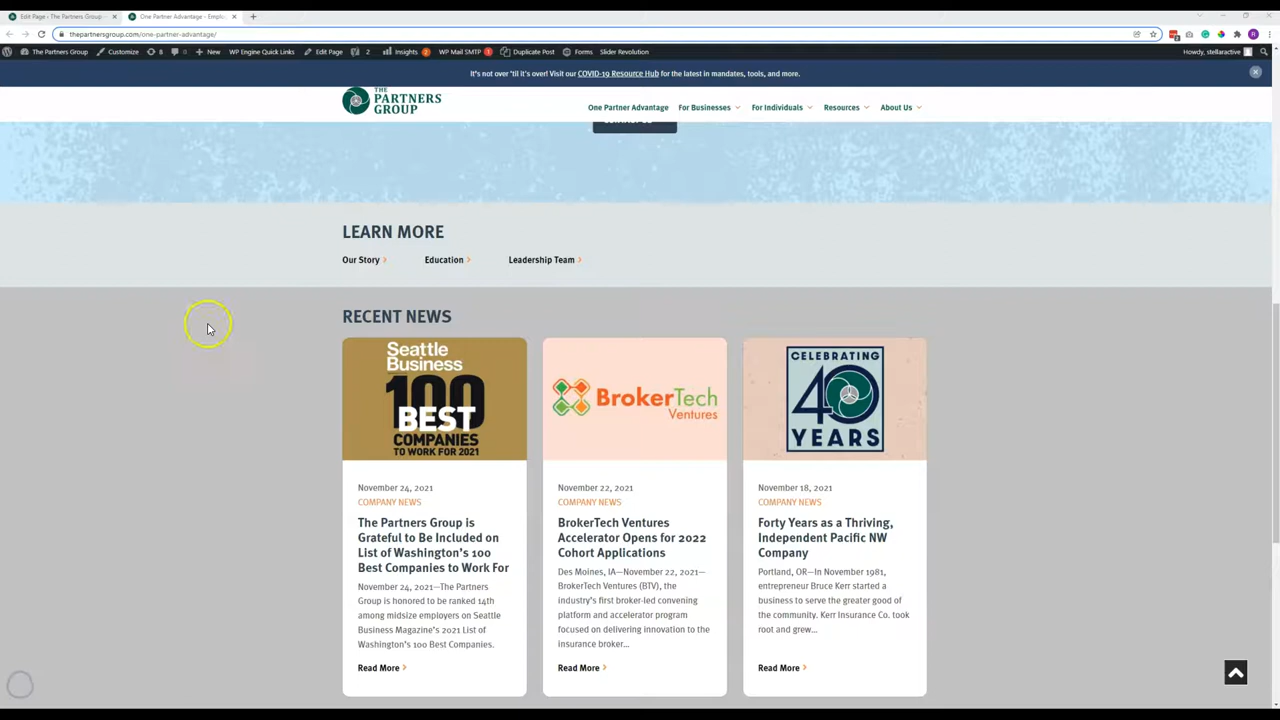 Edit Page ‹ The Partners Group
One Partner Advantage - Employ
thepartnersgroup.com/one-partner-advantage/
The Partners Group Customize 8 0 New WP Engine Quick Links Edit Page 2 Insights 2 WP Mail SMTP 1 Duplicate Post Forms Slider Revolution Howdy, stellaractive
It's not over 'til it's over! Visit our COVID-19 Resource Hub for the latest in mandates, tools, and more.
THE
PARTNERS
GROUP
One Partner Advantage For Businesses For Individuals Resources About Us
LEARN MORE
Our Story Education Leadership Team
RECENT NEWS
Seattle
Business
100
BEST
COMPANIES
TO WORK FOR 2021
November 24, 2021
COMPANY NEWS
The Partners Group is
Grateful to Be Included on
List of Washington's 100
Best Companies to Work For
November 24, 2021—The Partners
Group is honored to be ranked 14th
among midsize employers on Seattle
Business Magazine's 2021 List of
Washington's 100 Best Companies.
Read More
BrokerTech
Ventures
November 22, 2021
COMPANY NEWS
BrokerTech Ventures
Accelerator Opens for 2022
Cohort Applications
Des Moines, IA—November 22, 2021—
BrokerTech Ventures (BTV), the
industry's first broker-led convening
platform and accelerator program
focused on delivering innovation to the
insurance broker...
Read More
CELEBRATING
40
YEARS
November 18, 2021
COMPANY NEWS
Forty Years as a Thriving,
Independent Pacific NW
Company
Portland, OR—In November 1981,
entrepreneur Bruce Kerr started a
business to serve the greater good of
the community. Kerr Insurance Co. took
root and grew...
Read More